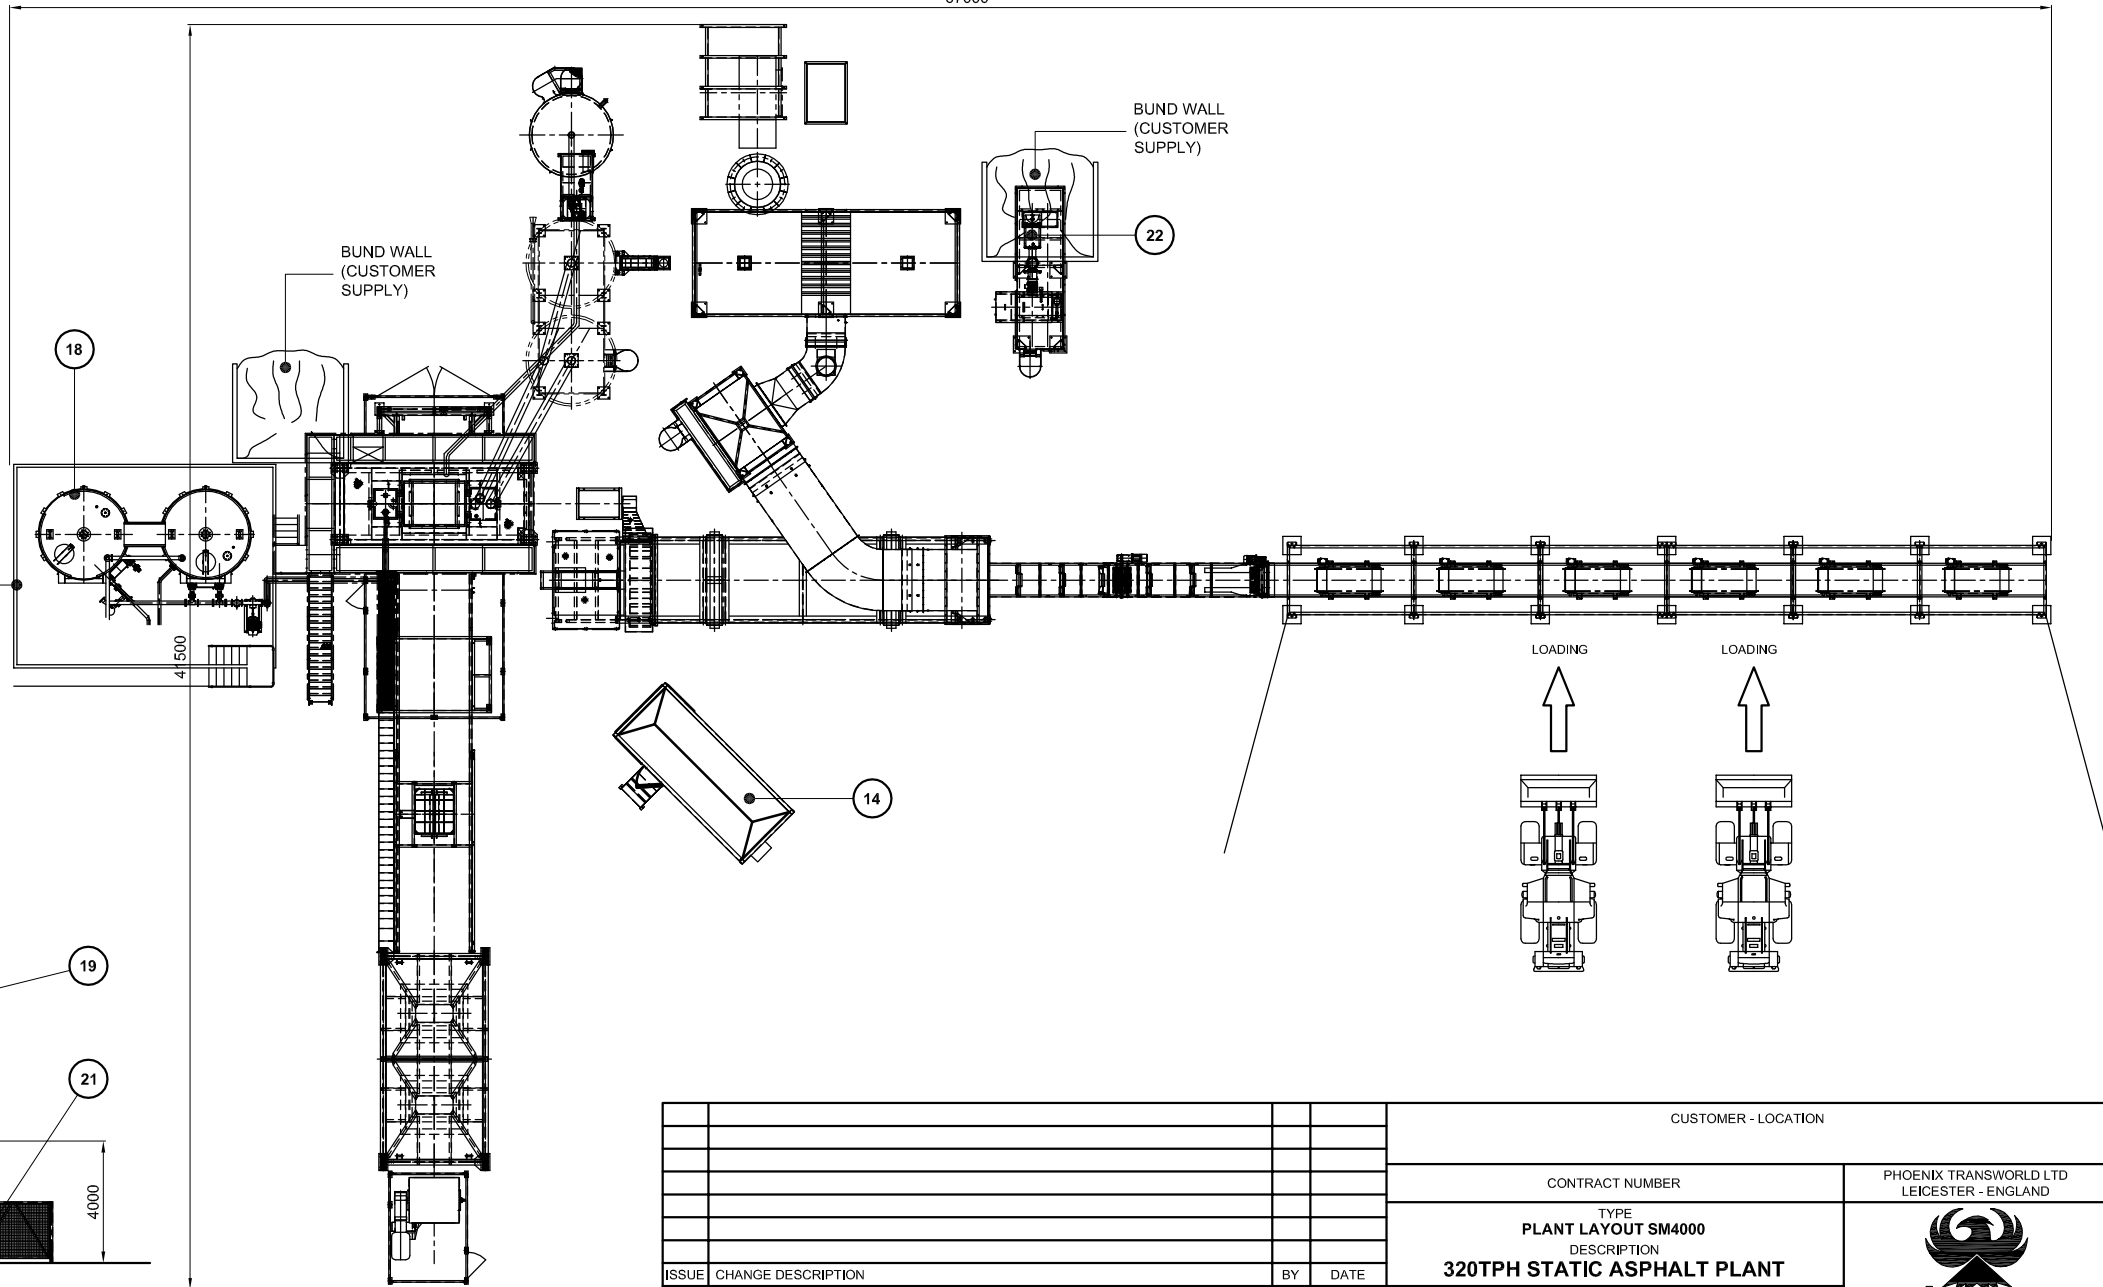 BUND WALL
(CUSTOMER
SUPPLY)
22
BUND WALL
(CUSTOMER
SUPPLY)
18
41500
LOADING
LOADING
14
19
21
4000
CUSTOMER - LOCATION
CONTRACT NUMBER
PHOENIX TRANSWORLD LTD
LEICESTER - ENGLAND
TYPE
PLANT LAYOUT SM4000
DESCRIPTION
320TPH STATIC ASPHALT PLANT
ISSUE
CHANGE DESCRIPTION
BY
DATE